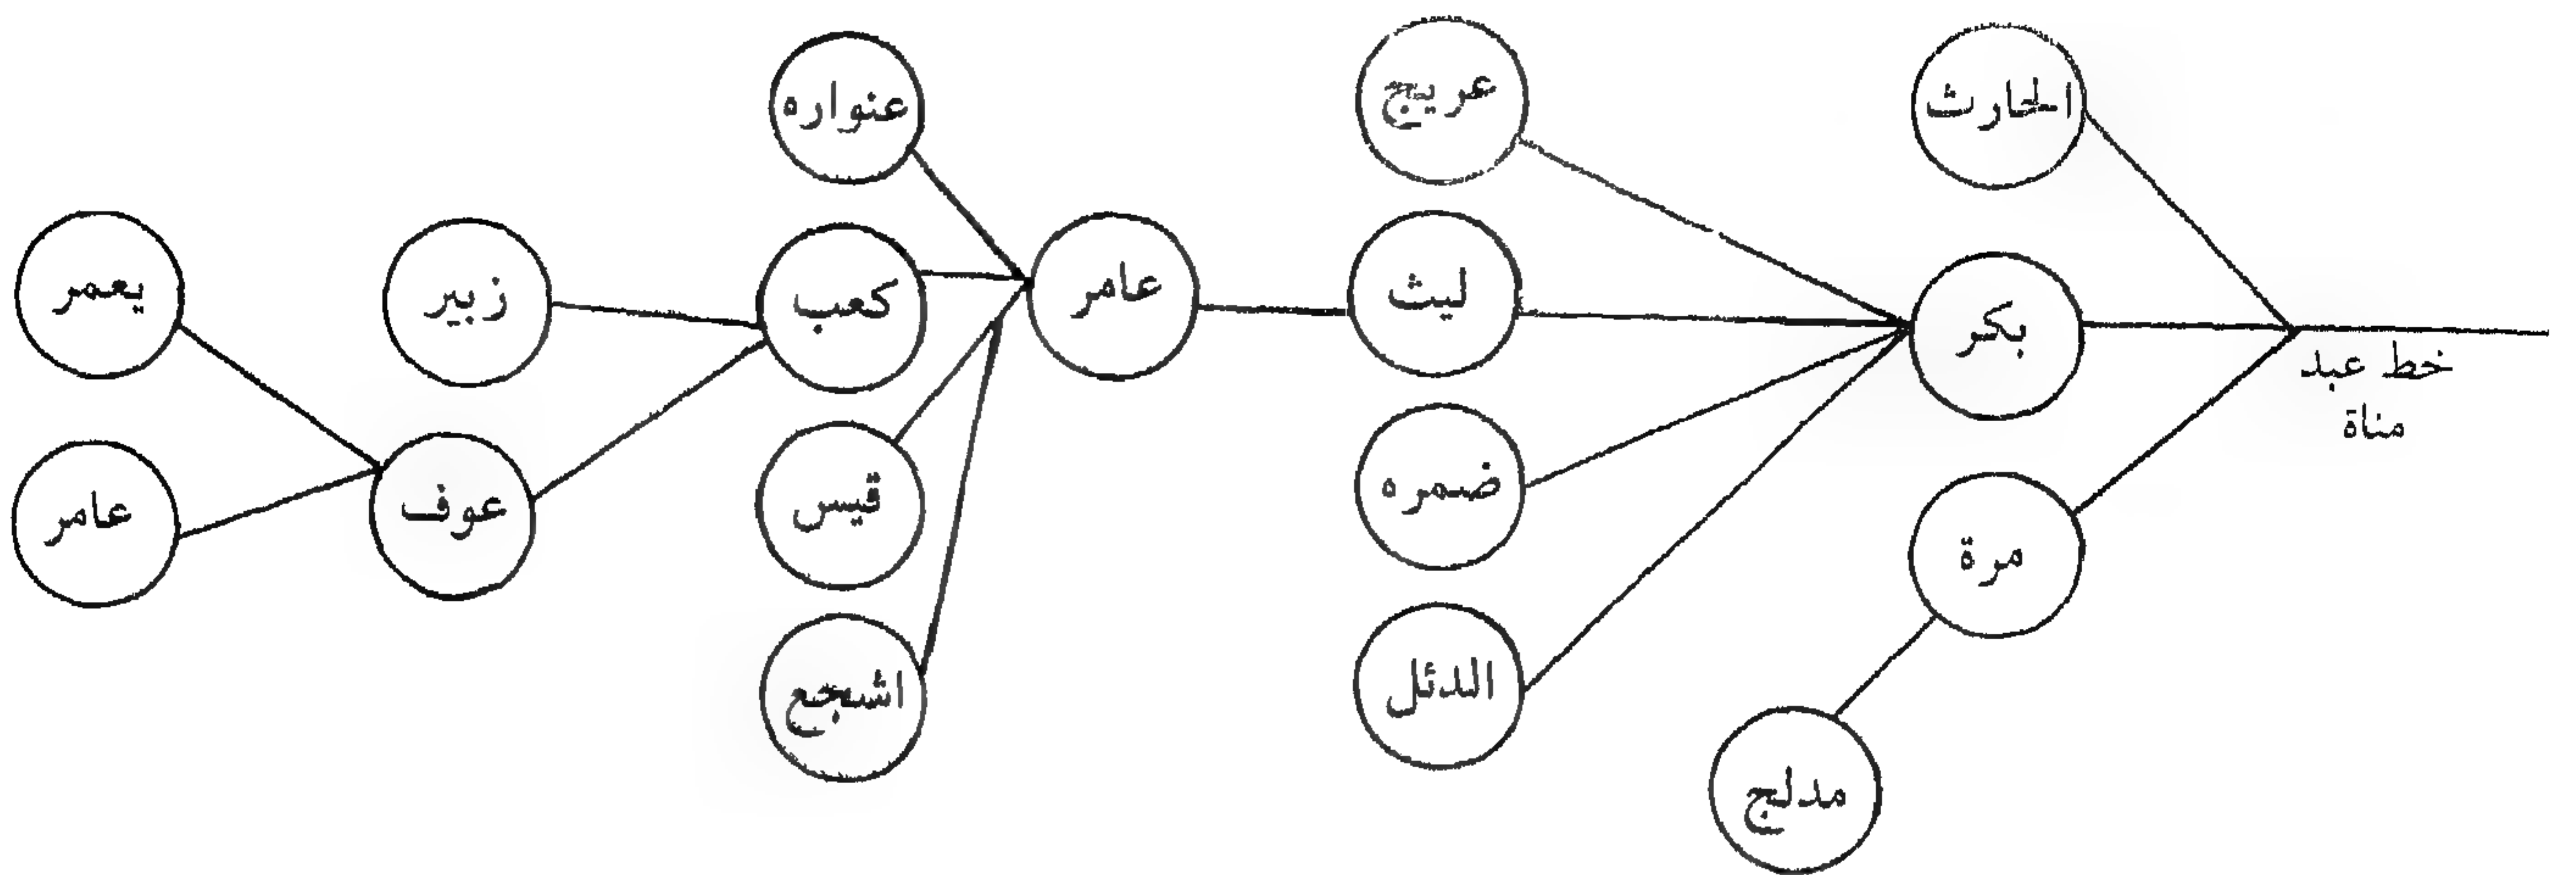 الحارث
بكر
خط عبد
مناة
مرة
مدلج
عريج
ليث
ضمره
الدئل
عامر
عنواره
كعب
قيس
اشجع
زبير
عوف
يعمر
عامر